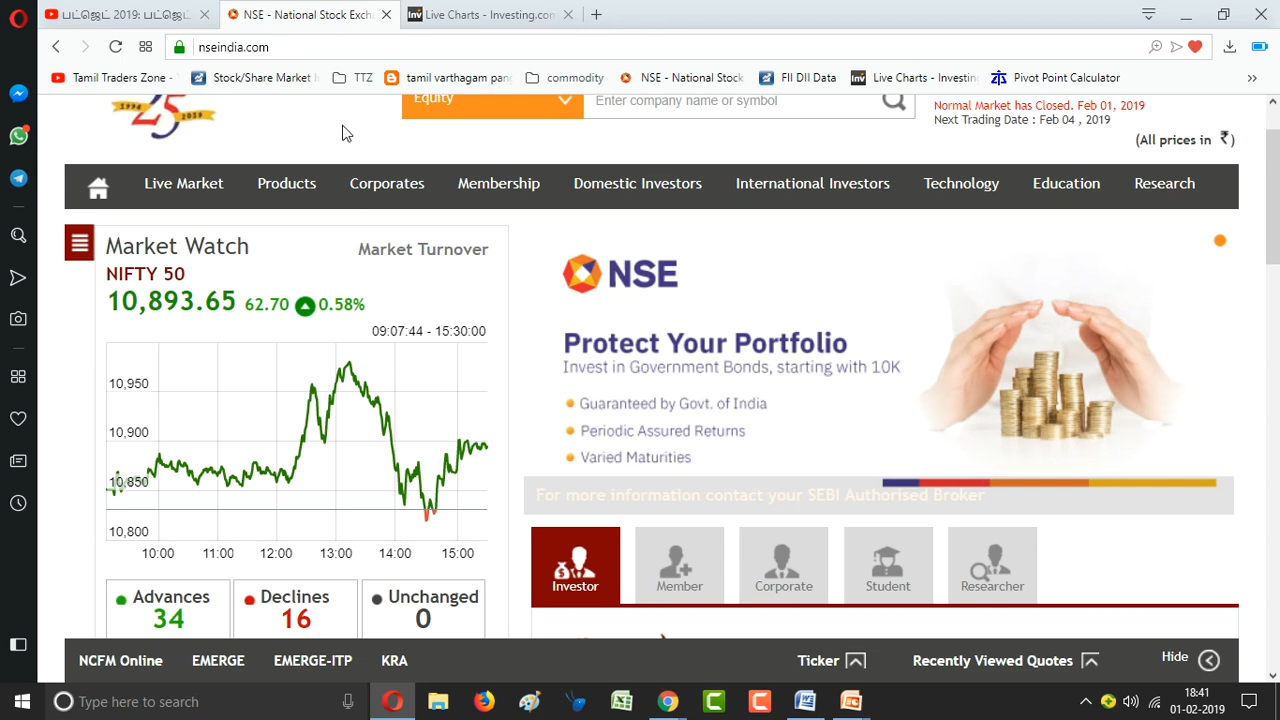 பட்ஜெட் 2019: பட்ஜெட்
NSE - National Stock Exch
Live Charts - Investing.com
nseindia.com
Tamil Traders Zone -
Stock/Share Market
TTZ
tamil varthagam pan
commodity
NSE - National Stock
FII DII Data
Inv
Live Charts - Investin
Pivot Point Calculator
1994
25
Equity
Enter company name or symbol
Normal Market has Closed. Feb 01, 2019
Next Trading Date : Feb 04 , 2019
(All prices in ₹)
Live Market
Products
Corporates
Membership
Domestic Investors
International Investors
Technology
Education
Research
Market Watch
Market Turnover
NIFTY 50
10,893.65 62.70 0.58%
09:07:44 - 15:30:00
10,950
10,900
10,850
10,800
10:00 11:00 12:00 13:00 14:00 15:00
Advances
34
Declines
16
Unchanged
0
NSE
Protect Your Portfolio
Invest in Government Bonds, starting with 10K
Guaranteed by Govt. of India
Periodic Assured Returns
Varied Maturities
For more information contact your SEBI Authorised Broker
Investor
Member
Corporate
Student
Researcher
NCFM Online
EMERGE
EMERGE-ITP
KRA
Ticker
Recently Viewed Quotes
Hide
Type here to search
18:41
01-02-2019